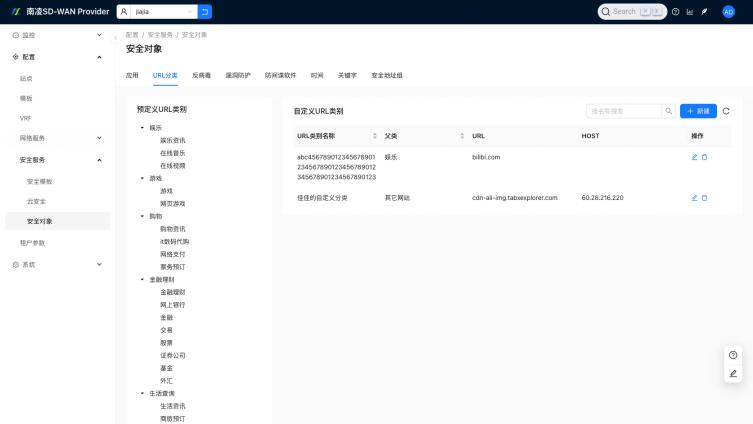 南凌SD-WAN Provider
jiajia
Search
AD
监控
配置
站点
模板
VRF
网络服务
安全服务
安全模板
云安全
安全对象
租户参数
系统
配置 / 安全服务 / 安全对象
安全对象
应用 URL分类 反病毒 漏洞防护 防间谍软件 时间 关键字 安全地址组
预定义URL类别
娱乐
娱乐资讯
在线音乐
在线视频
游戏
游戏
网页游戏
购物
购物资讯
it数码代购
网络支付
票务预订
金融理财
金融理财
网上银行
金融
交易
股票
证券公司
基金
外汇
生活查询
生活资讯
商旅预订
自定义URL类别
按名称搜索
新建
URL类别名称 父类 URL HOST 操作
abc456789012345678901
2345678901234567890​12
3456789012345678901​23
娱乐
bilibi.com
佳佳的自定义分类 其它网站 cdn-ali-img.tabxexplorer.com 60.28.216.220